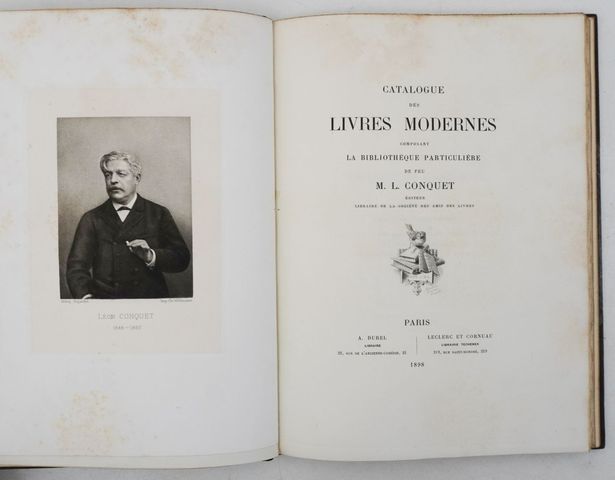 LÉON CONQUET
CATALOGUE
DES
LIVRES MODERNES
COMPOSANT
LA BIBLIOTHÈQUE PARTICULIÈRE
DE FEU
M. L. CONQUET
ÉDITEUR
LIBRAIRE DE LA SOCIÉTÉ DES AMIS DES LIVRES
PARIS
A. DUREL
LIBRAIRE
21, RUE DE L'ANCIENNE-COMÉDIE, 21
LECLERC ET CORNUAU
LIBRAIRIE TECHENER
219, RUE SAINT-HONORÉ, 219
1898